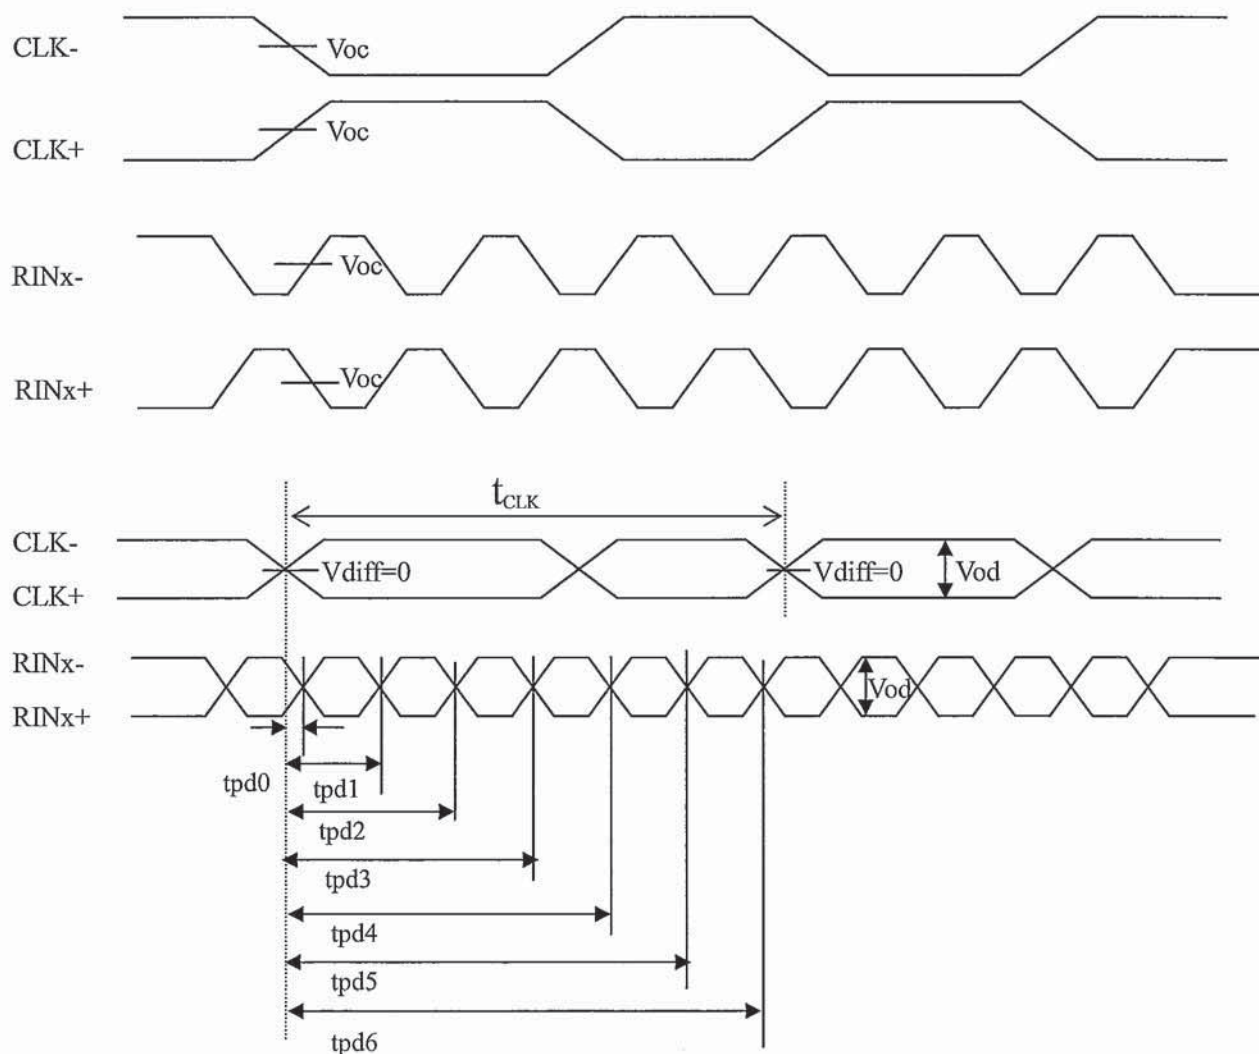 CLK-
Voc
CLK+
Voc
RINx-
Voc
RINx+
Voc
tCLK
CLK-
Vdiff=0
Vdiff=0
Vod
CLK+
RINx-
Vod
RINx+
tpd0
tpd1
tpd2
tpd3
tpd4
tpd5
tpd6